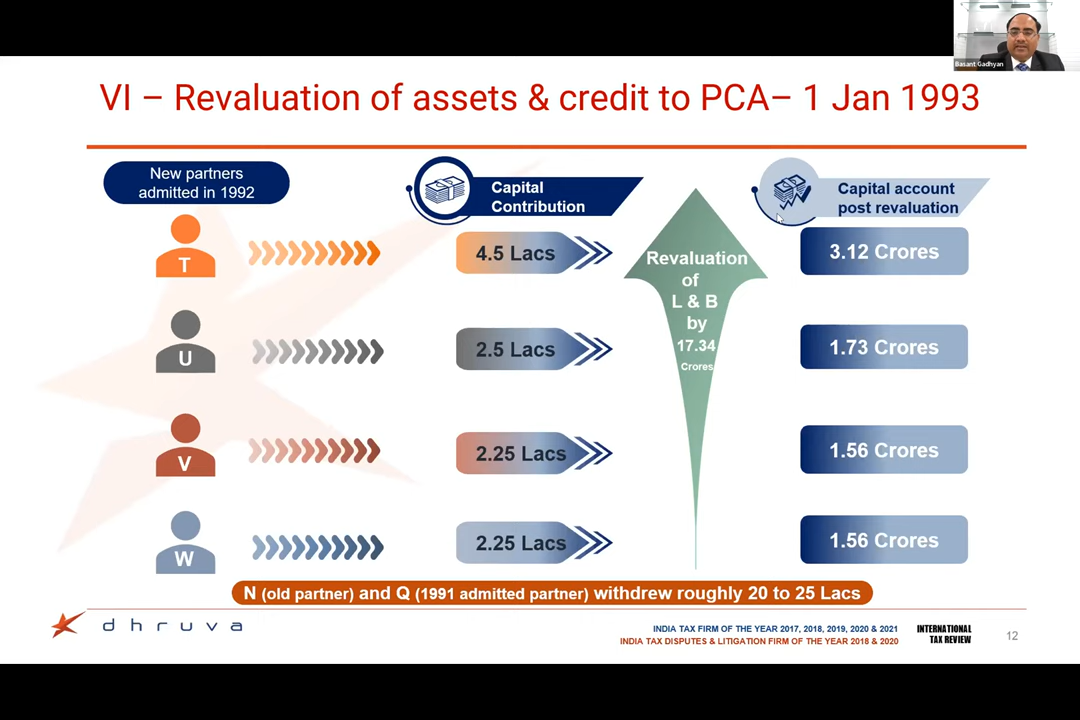 Basant Gadhyan
VI – Revaluation of assets & credit to PCA– 1 Jan 1993
New partners
admitted in 1992
Capital
Contribution
Capital account
post revaluation
T
4.5 Lacs
3.12 Crores
U
2.5 Lacs
1.73 Crores
V
2.25 Lacs
1.56 Crores
W
2.25 Lacs
1.56 Crores
Revaluation
of
L & B
by
17.34
Crores
N (old partner) and Q (1991 admitted partner) withdrew roughly 20 to 25 Lacs
dhruva
INDIA TAX FIRM OF THE YEAR 2017, 2018, 2019, 2020 & 2021
INDIA TAX DISPUTES & LITIGATION FIRM OF THE YEAR 2018 & 2020
INTERNATIONAL
TAX REVIEW
12